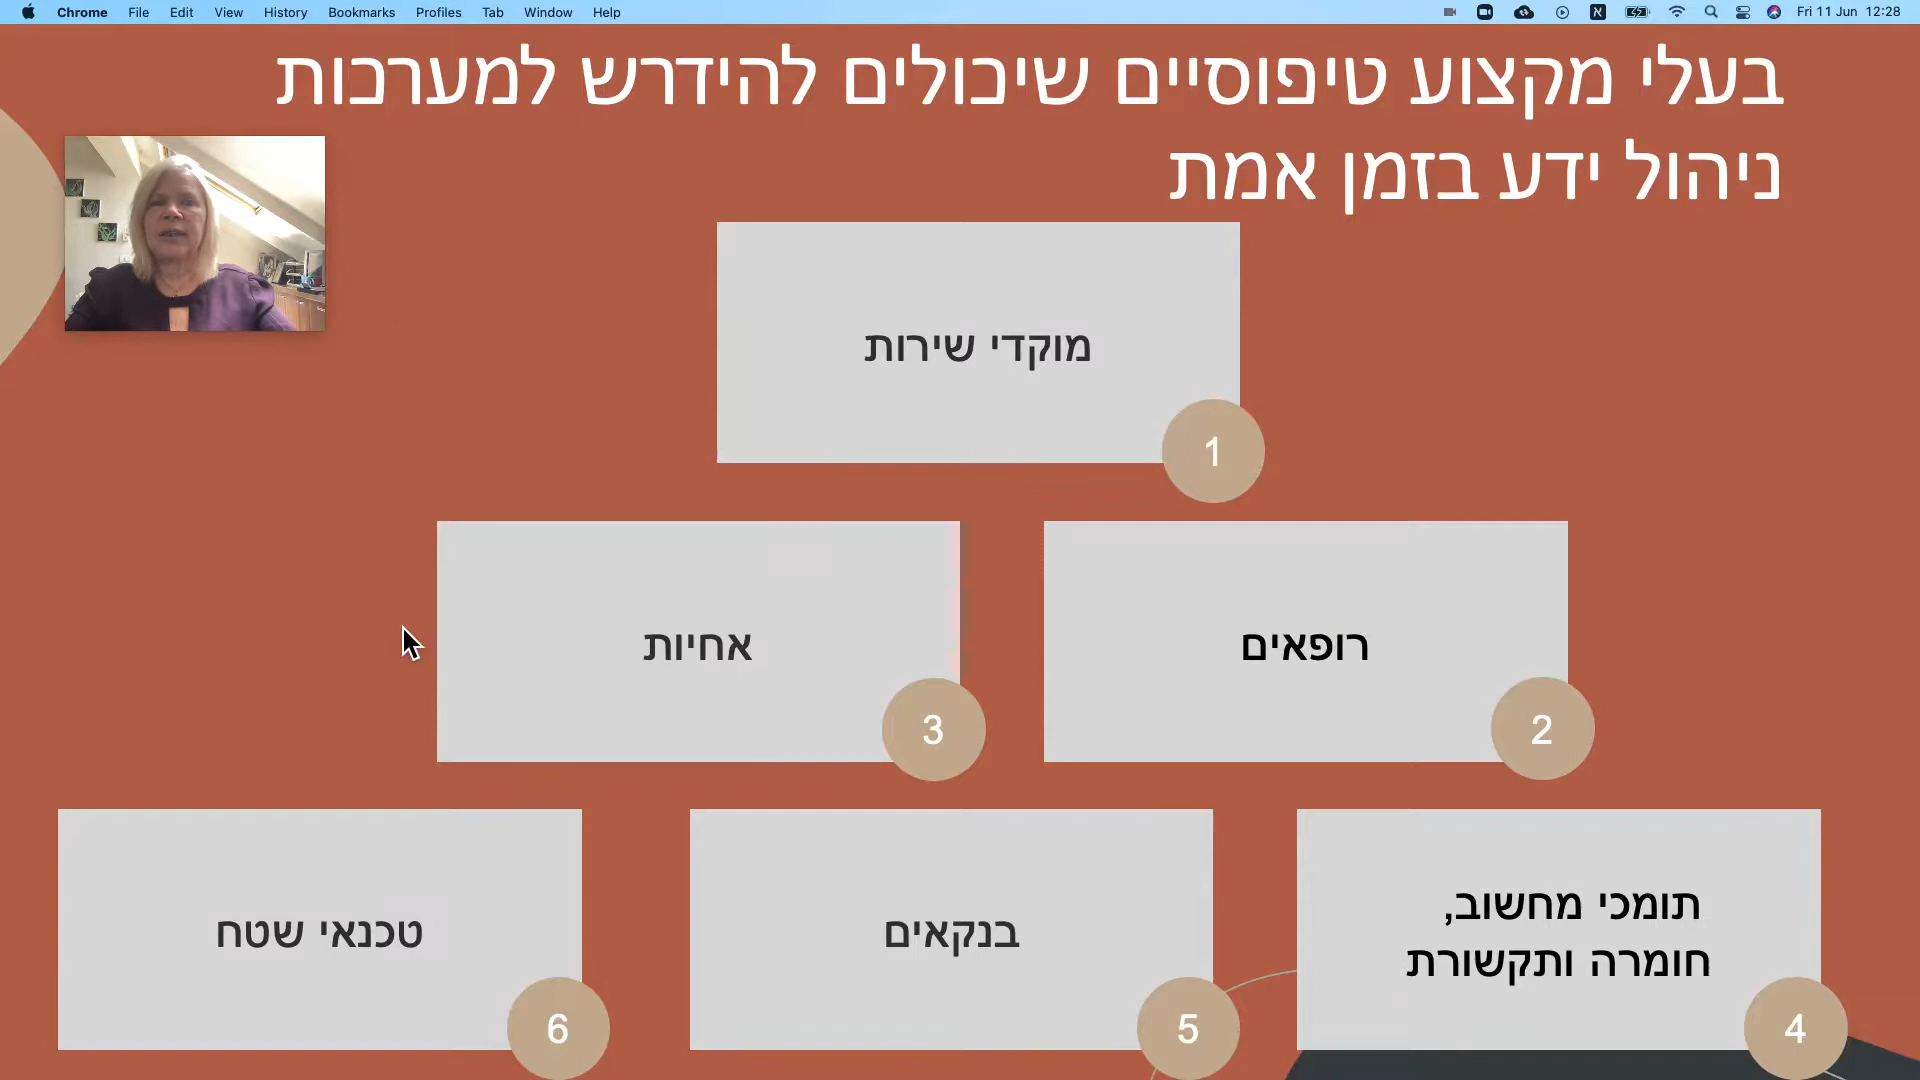 Chrome File Edit View History Bookmarks Profiles Tab Window Help
Fri 11 Jun 12:28
בעלי מקצוע טיפוסיים שיכולים להידרש למערכות
ניהול ידע בזמן אמת
מוקדי שירות
1
רופאים
2
אחיות
3
תומכי מחשוב,
חומרה ותקשורת
4
בנקאים
5
טכנאי שטח
6